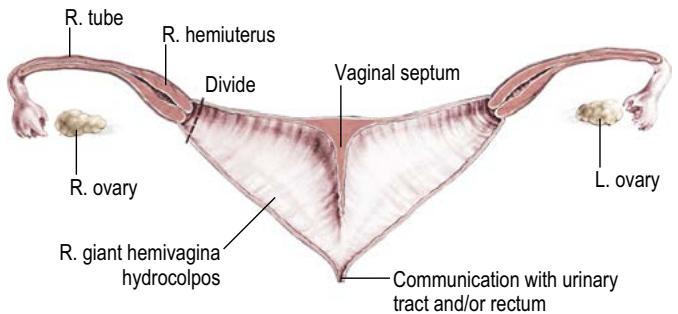 R. tube
R. hemiuterus
Divide
Vaginal septum
R. ovary
L. ovary
R. giant hemivagina
hydrocolpos
Communication with urinary
tract and/or rectum